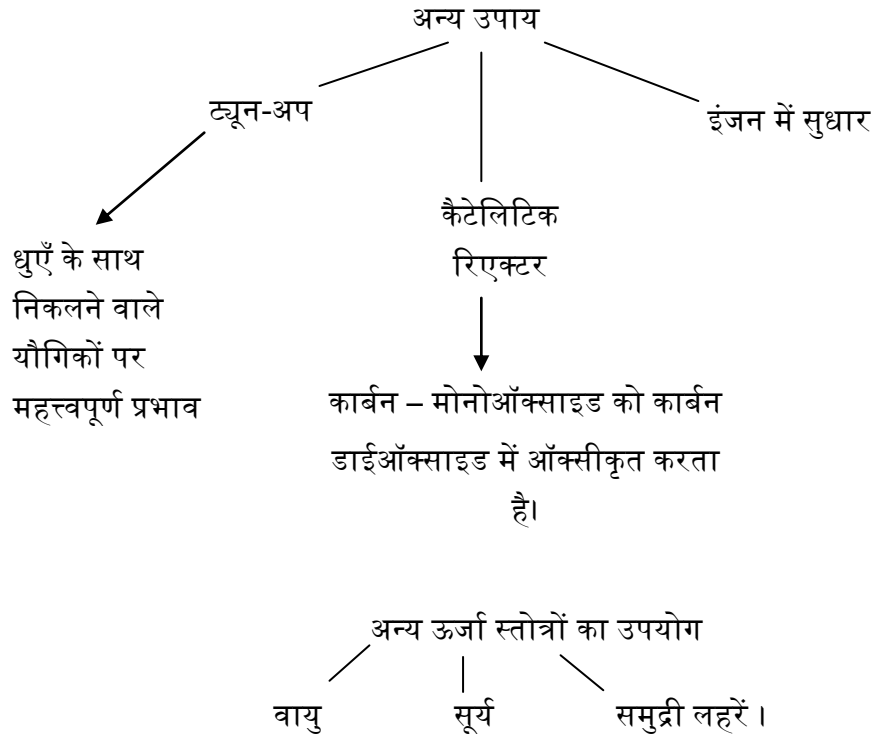 अन्य उपाय
ट्यून-अप
इंजन में सुधार
कैटेलिटिक
रिएक्टर
धुएँ के साथ
निकलने वाले
यौगिकों पर
महत्त्वपूर्ण प्रभाव
कार्बन – मोनोऑक्साइड को कार्बन
डाईऑक्साइड में ऑक्सीकृत करता
है।
अन्य ऊर्जा स्तोत्रों का उपयोग
वायु
सूर्य
समुद्री लहरें ।